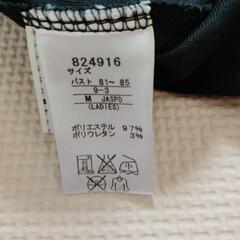 824916
サイズ
バスト 81~ 85
9-3
M JASPO
(LADIES)
ポリエステル 97%
ポリウレタン 3%